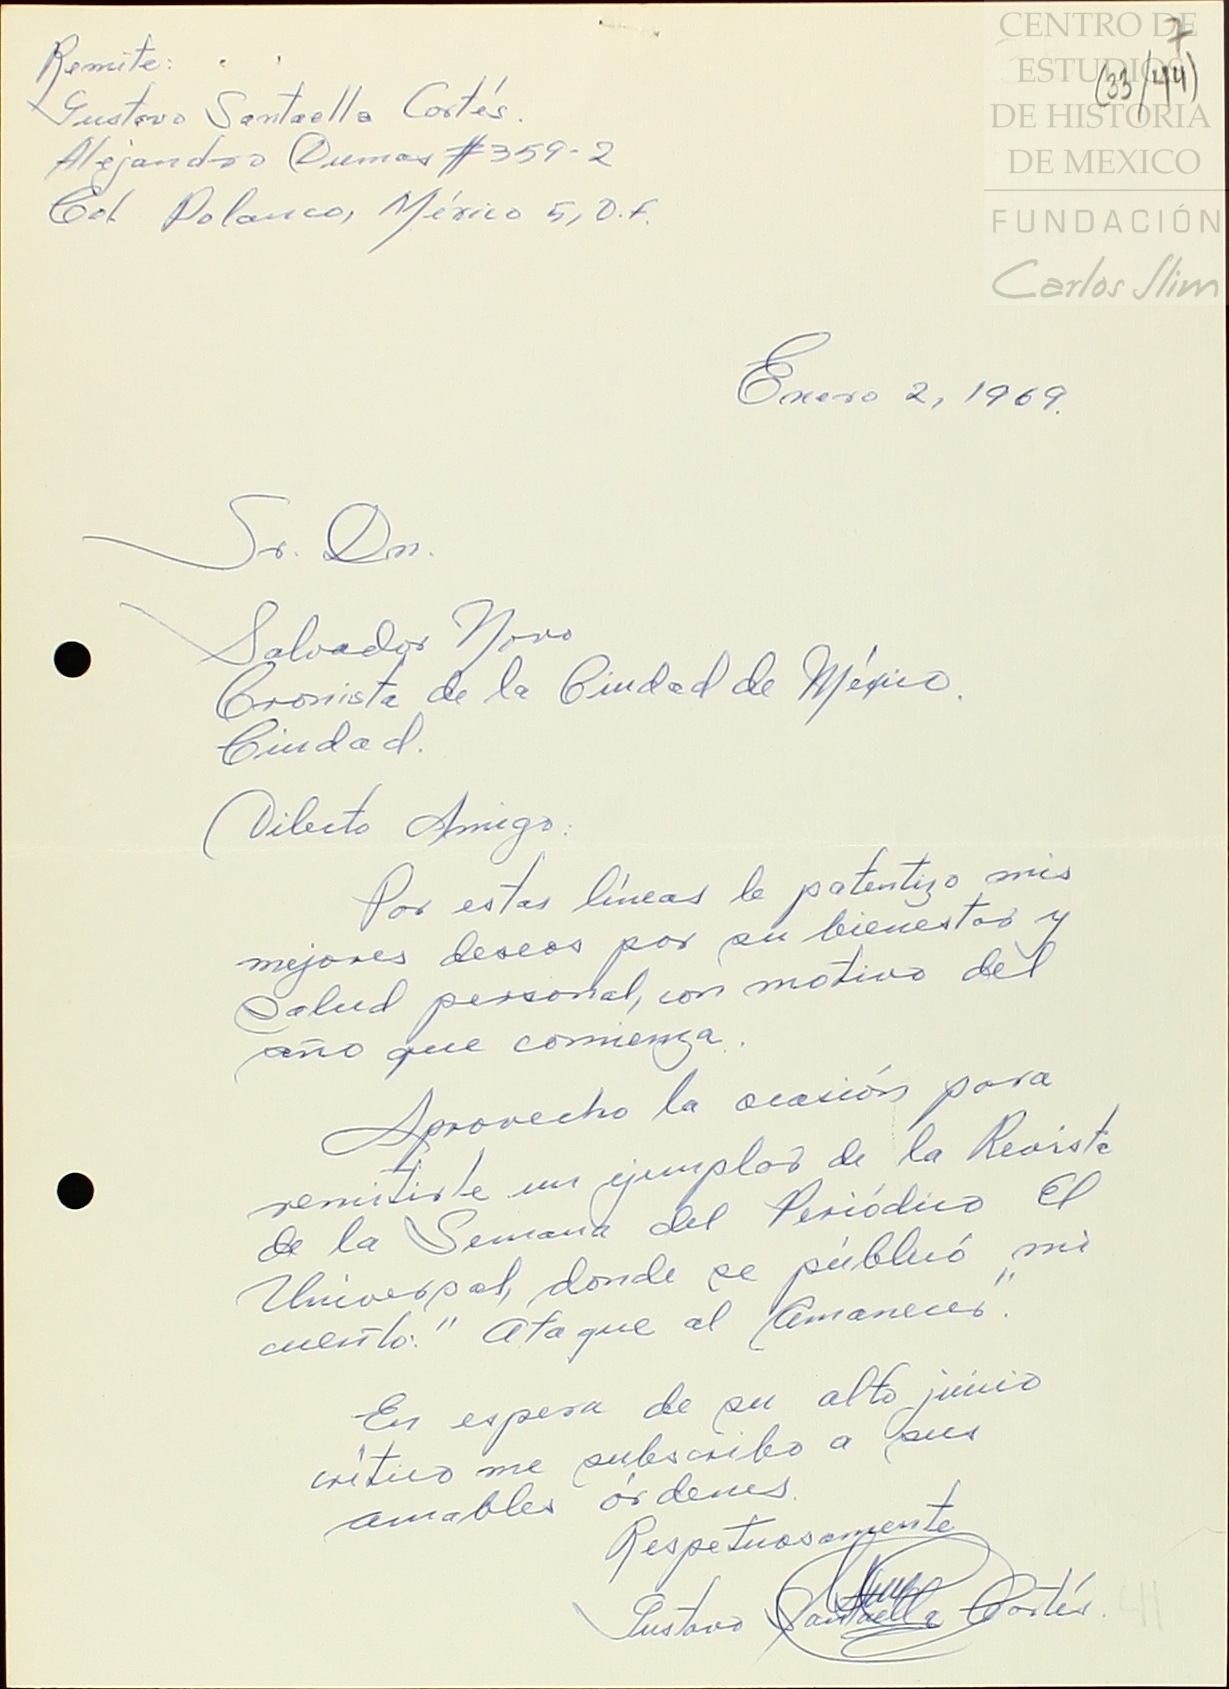 CENTRO DE
ESTUDIOS
DE HISTORIA
DE MEXICO
FUNDACIÓN
Carlos Slim
7
(33/44)
Remite:
Gustavo Santaella Cortés.
Alejandro Dumas #359-2
Col. Polanco, México 5, D.F.
Enero 2, 1969.
Sr. Dn.
Salvador Novo
Cronista de la Ciudad de México.
Ciudad.
Dilecto Amigo:
Por estas líneas le patentizo mis
mejores deseos por su bienestar y
salud personal, con motivo del
año que comienza.
Aprovecho la ocasión para
remitirle un ejemplar de la Revista
de la Semana del Periódico El
Universal, donde se públicó mi
cuento: "Ataque al Amanecer".
En espera de su alto juicio
crítico me subscribo a sus
amables órdenes.
Respetuosamente
Gustavo Santaella Cortés.
41